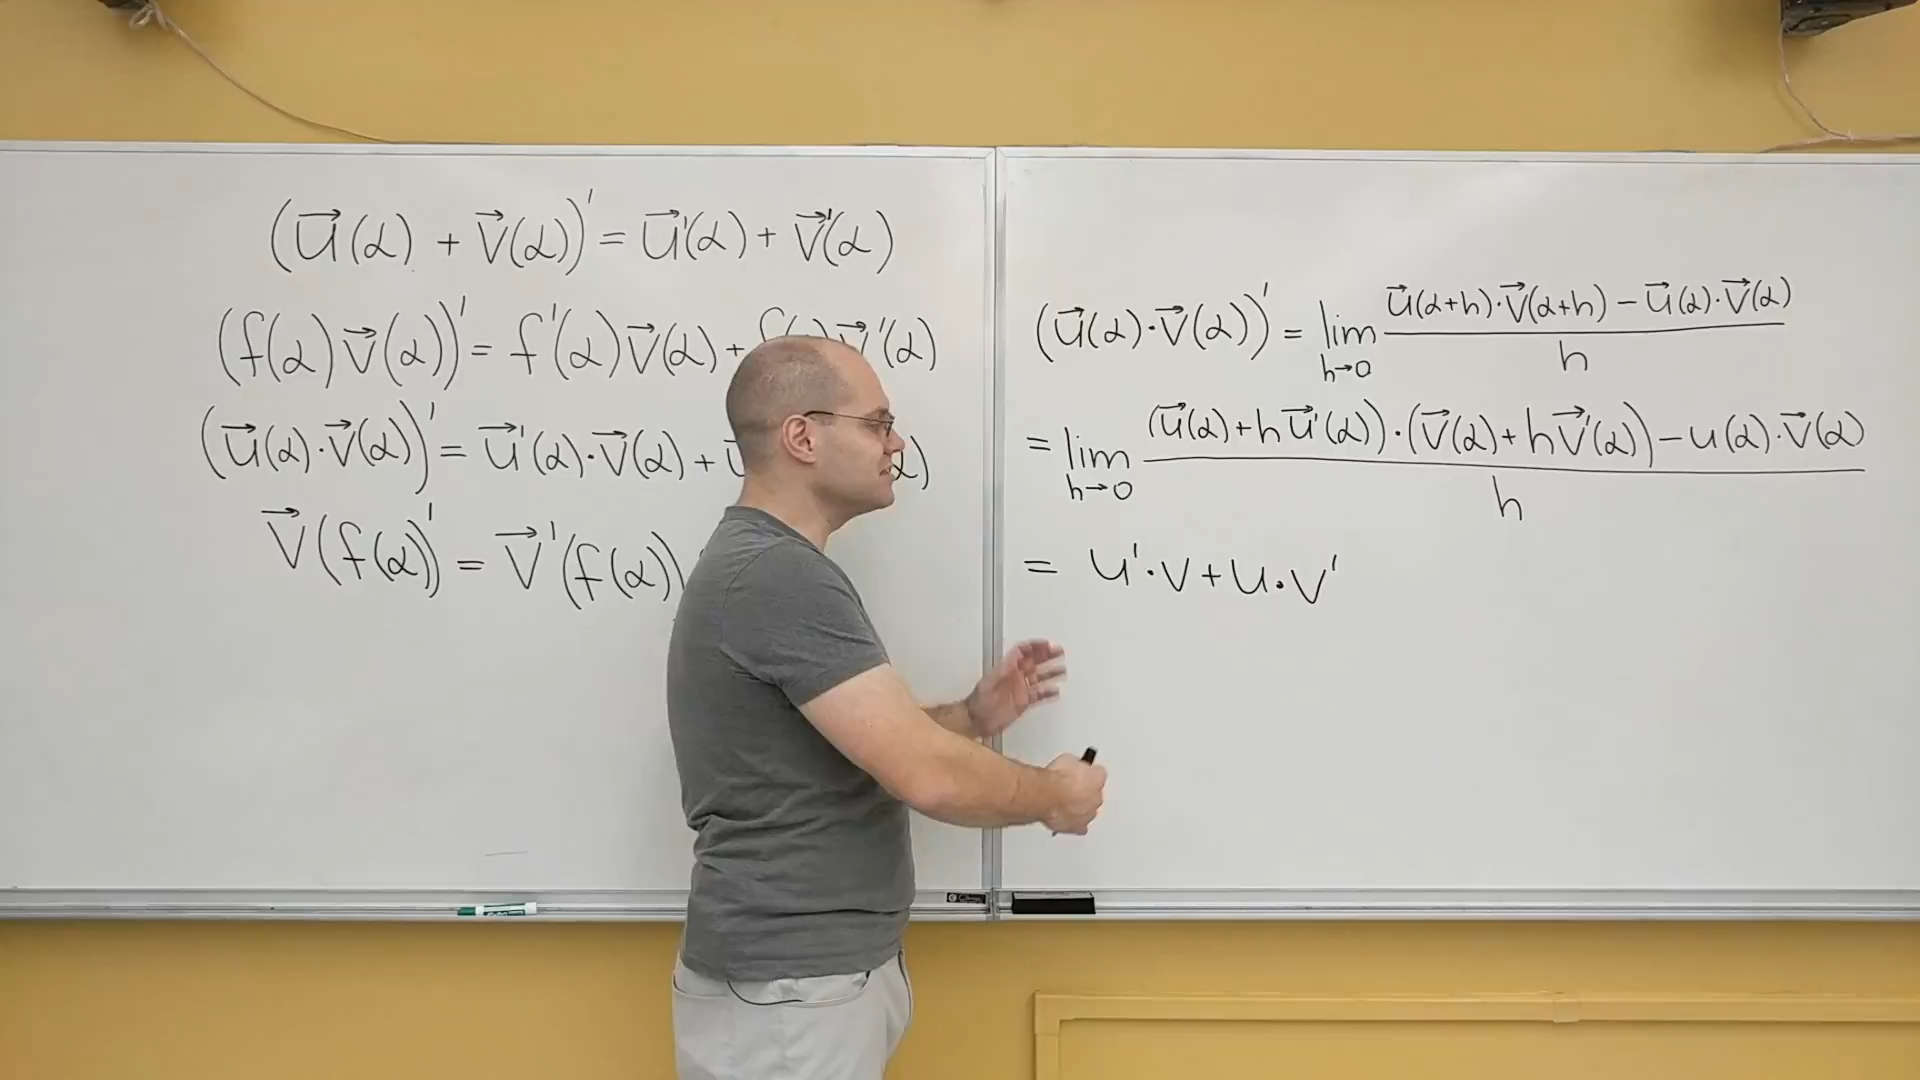 (u⃗(α) + v⃗(α))' = u⃗'(α) + v⃗'(α)
(f(α)v⃗(α))' = f'(α)v⃗(α) + f( )v⃗'(α)
(u⃗(α)·v⃗(α))' = u⃗'(α)·v⃗(α) + α)
v⃗(f(α))' = v⃗'(f(α))
(u⃗(α)·v⃗(α))' = lim h→0 (u⃗(α+h)·v⃗(α+h) − u⃗(α)·v⃗(α)) / h
= lim h→0 ((u⃗(α)+hu⃗'(α))·(v⃗(α)+hv⃗'(α)) − u(α)·v⃗(α)) / h
= u'·v + u·v'